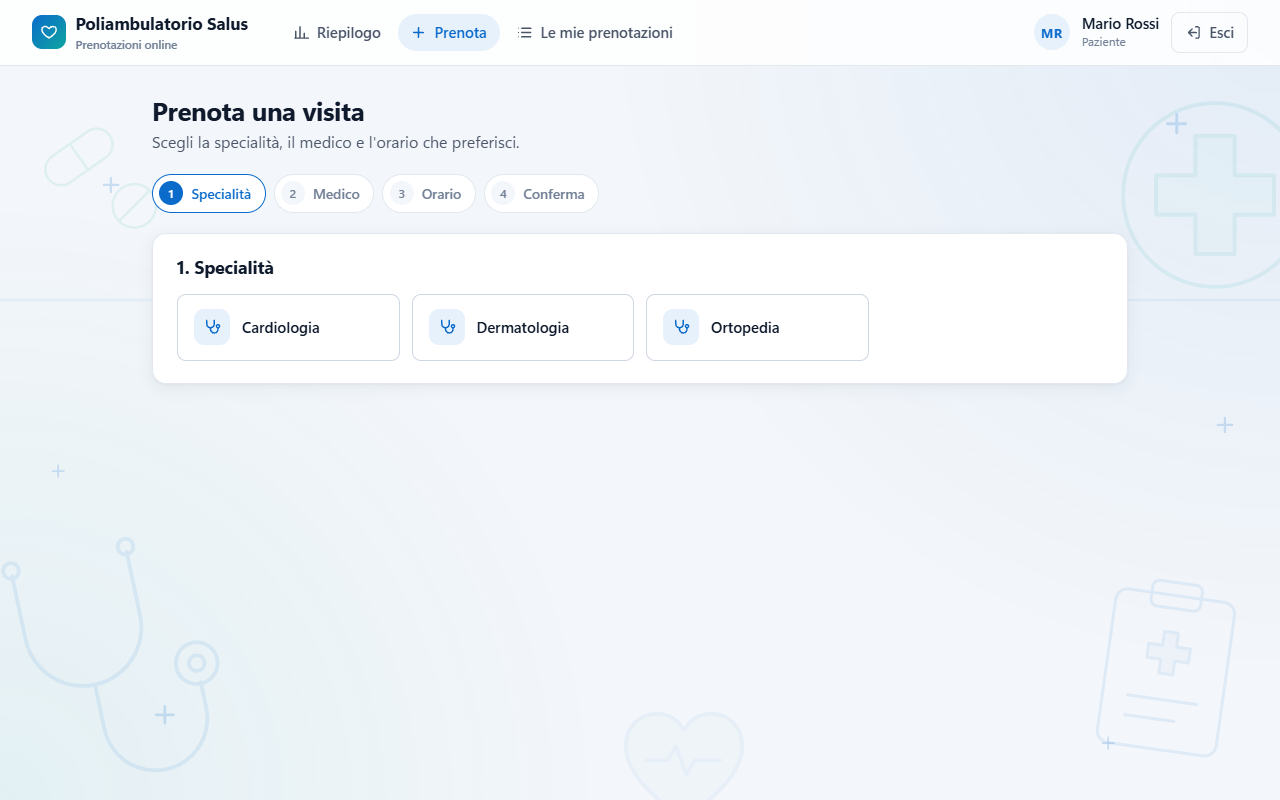 Poliambulatorio Salus
Prenotazioni online
Riepilogo
Prenota
Le mie prenotazioni
MR
Mario Rossi
Paziente
Esci
Prenota una visita
Scegli la specialità, il medico e l'orario che preferisci.
1 Specialità
2 Medico
3 Orario
4 Conferma
1. Specialità
Cardiologia
Dermatologia
Ortopedia